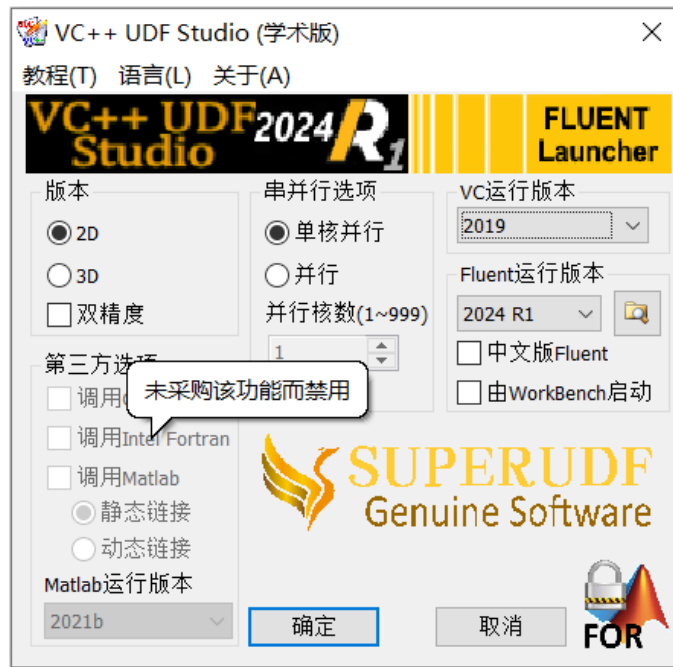 VC++ UDF Studio (学术版)
教程(T) 语言(L) 关于(A)
VC++ UDF Studio 2024 R1
FLUENT Launcher
版本
2D
3D
双精度
串并行选项
单核并行
并行
并行核数(1~999)
1
VC运行版本
2019
Fluent运行版本
2024 R1
中文版Fluent
由WorkBench启动
第三方选项
调用
未采购该功能而禁用
调用Intel Fortran
调用Matlab
静态链接
动态链接
Matlab运行版本
2021b
SUPERUDF
Genuine Software
确定
取消
FOR